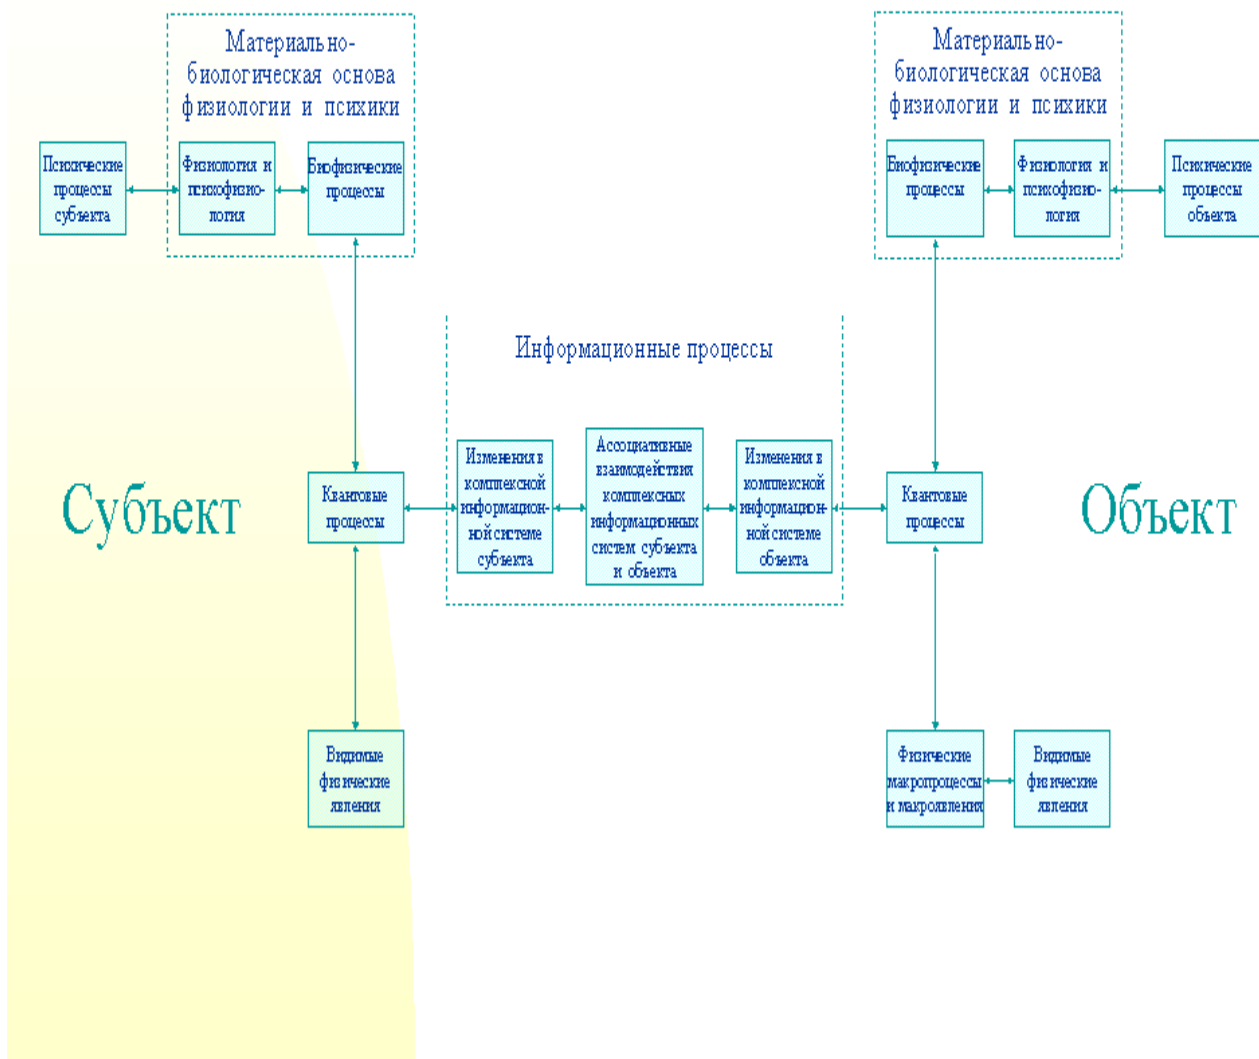 Материально-
биологическая основа
физиологии и психики
Психические
процессы
субъекта
Физиология и
психофизио-
логия
Биофизические
процессы
Материально-
биологическая основа
физиологии и психики
Биофизические
процессы
Физиология и
психофизио-
логия
Психические
процессы
объекта
Информационные процессы
Субъект
Квантовые
процессы
Изменения в
комплексной
информацион-
ной системе
субъекта
Ассоциативные
взаимодействия
комплексных
информационных
систем субъекта
и объекта
Изменения в
комплексной
информацион-
ной системе
объекта
Квантовые
процессы
Объект
Видимые
физические
явления
Физические
макропроцессы
и макроявления
Видимые
физические
явления